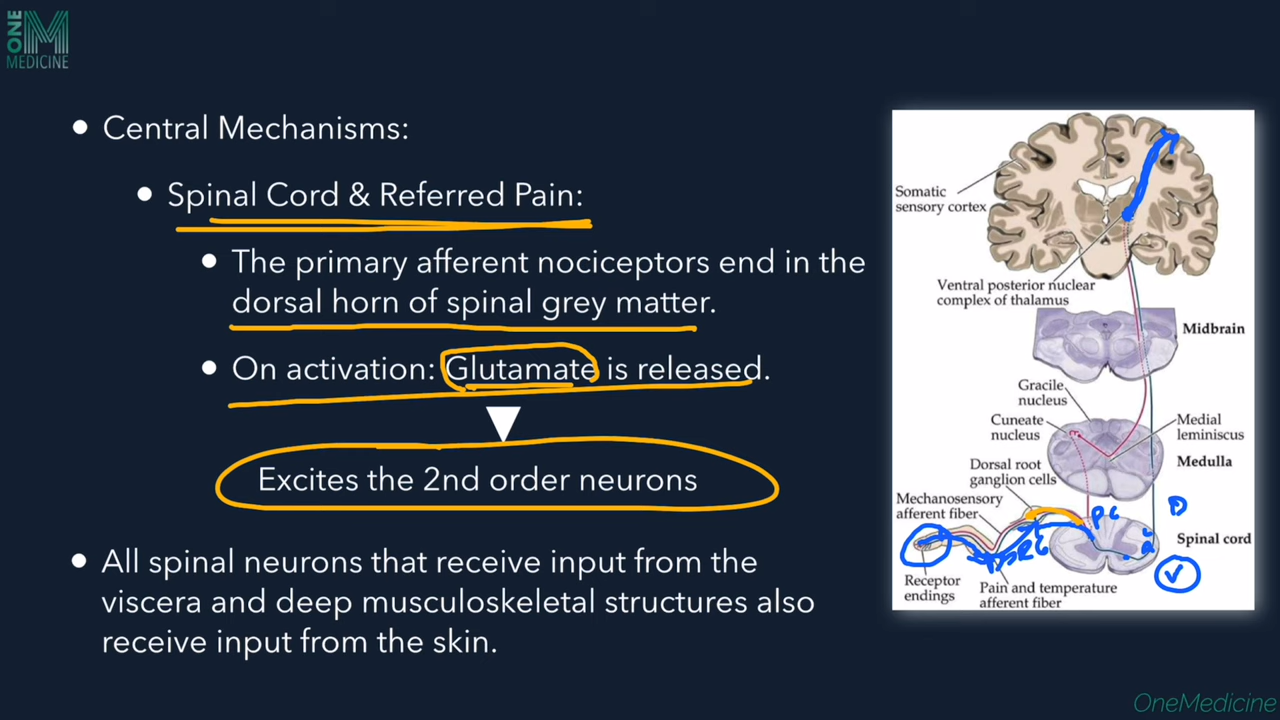 ONE
MEDICINE
Central Mechanisms:
Spinal Cord & Referred Pain:
The primary afferent nociceptors end in the
dorsal horn of spinal grey matter.
On activation: Glutamate is released.
Excites the 2nd order neurons
All spinal neurons that receive input from the
viscera and deep musculoskeletal structures also
receive input from the skin.
Somatic
sensory cortex
Ventral posterior nuclear
complex of thalamus
Midbrain
Gracile
nucleus
Cuneate
nucleus
Medial
leminiscus
Medulla
Dorsal root
ganglion cells
Mechanosensory
afferent fiber
Spinal cord
Receptor
endings
Pain and temperature
afferent fiber
OneMedicine